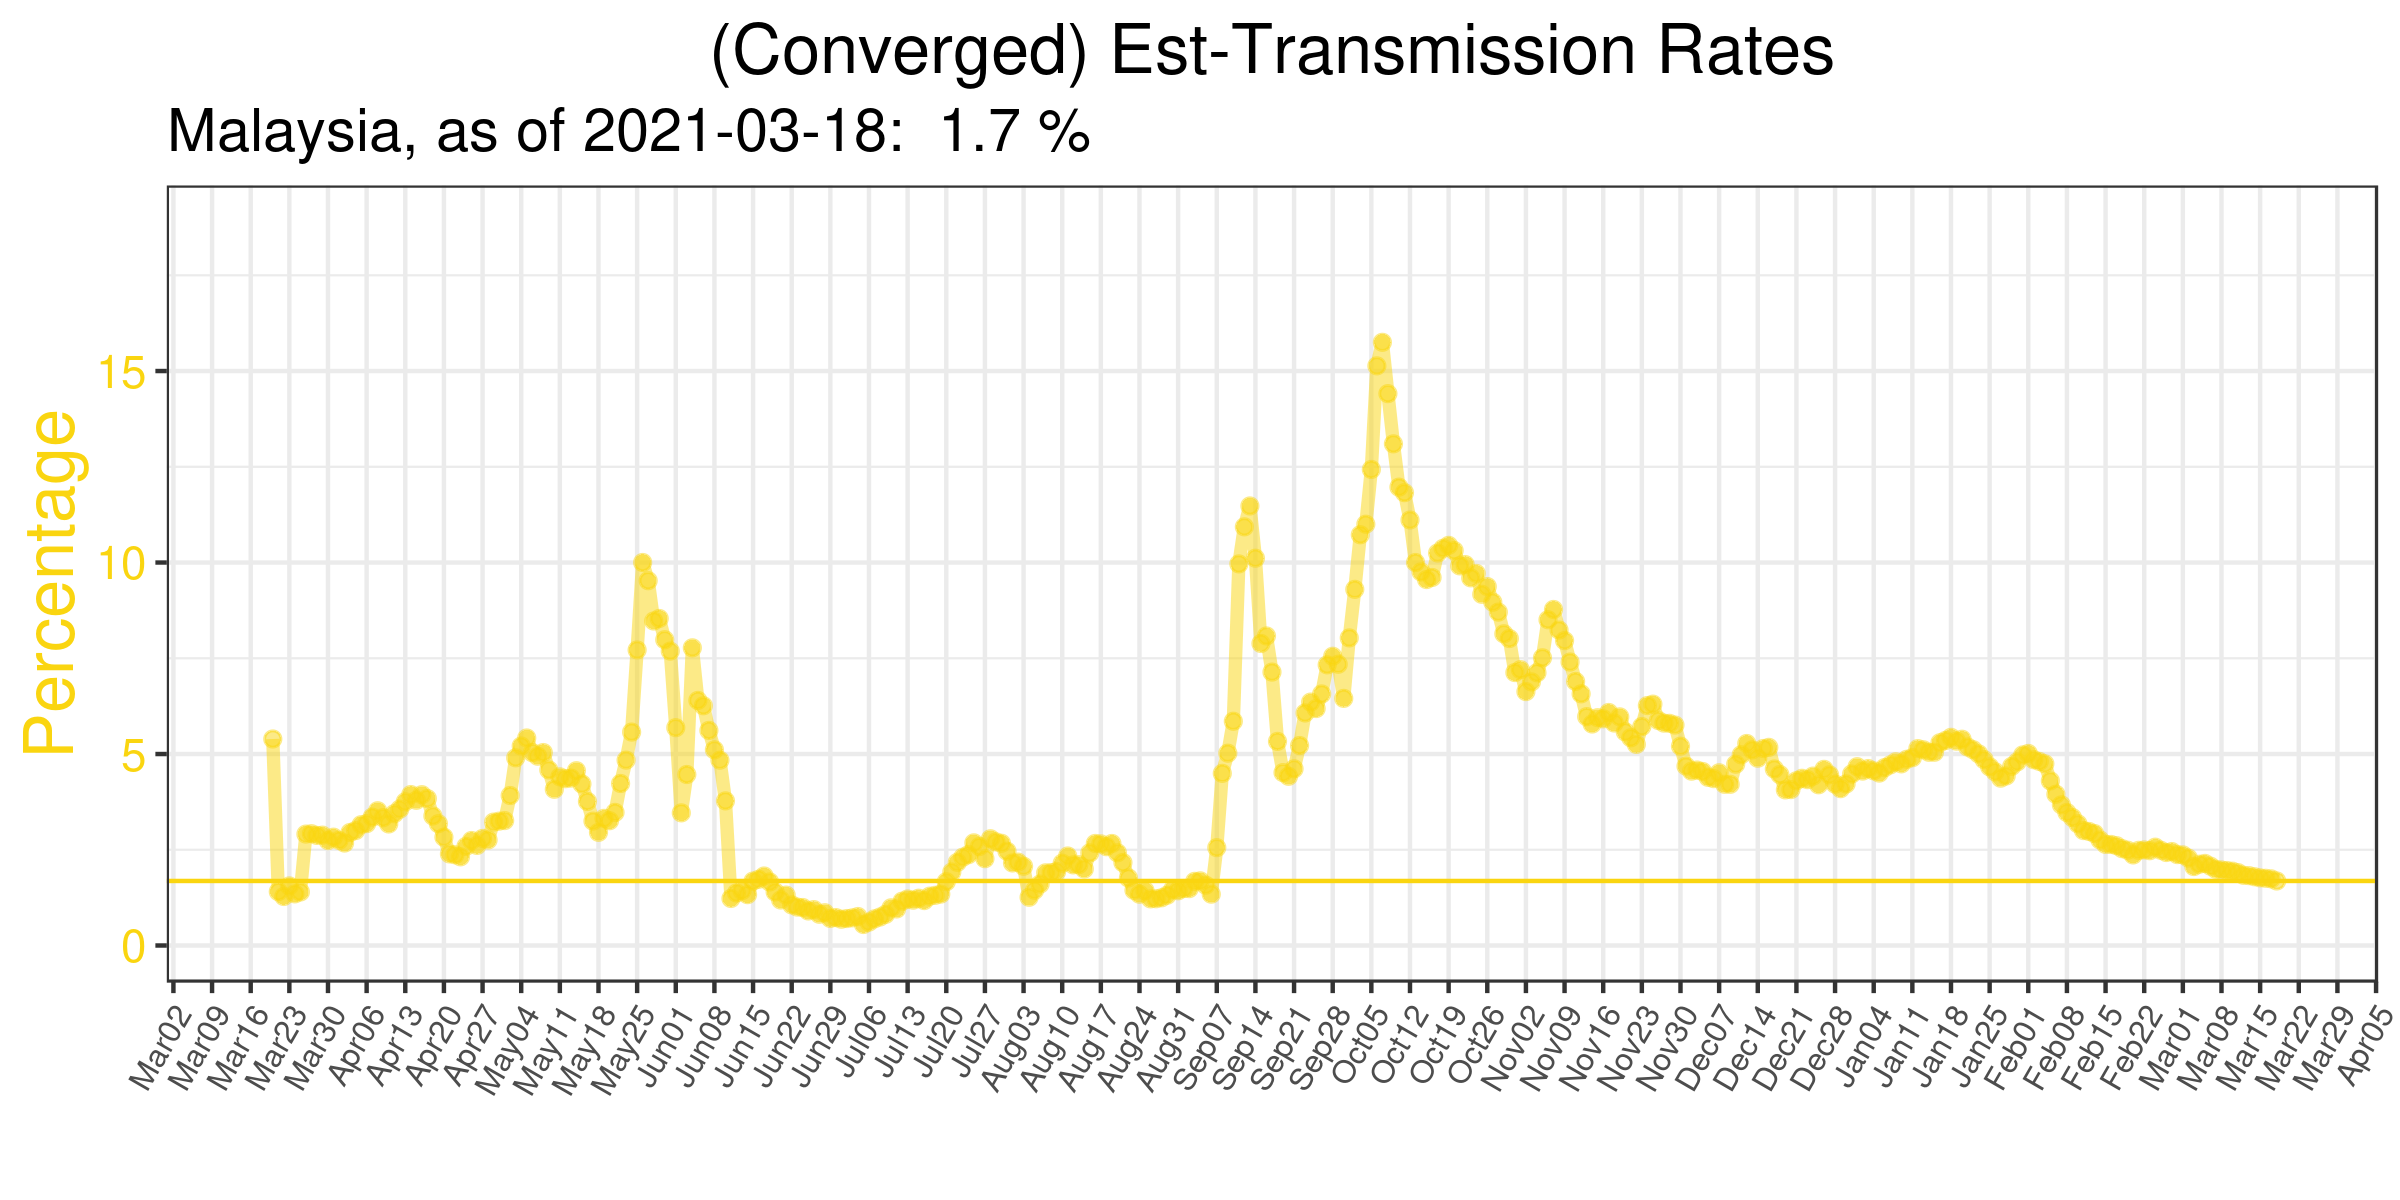 (Converged) Est-Transmission Rates
Malaysia, as of 2021-03-18: 1.7 %
Percentage
15
10
5
0
Mar02
Mar09
Mar16
Mar23
Mar30
Apr06
Apr13
Apr20
Apr27
May04
May11
May18
May25
Jun01
Jun08
Jun15
Jun22
Jun29
Jul06
Jul13
Jul20
Jul27
Aug03
Aug10
Aug17
Aug24
Aug31
Sep07
Sep14
Sep21
Sep28
Oct05
Oct12
Oct19
Oct26
Nov02
Nov09
Nov16
Nov23
Nov30
Dec07
Dec14
Dec21
Dec28
Jan04
Jan11
Jan18
Jan25
Feb01
Feb08
Feb15
Feb22
Mar01
Mar08
Mar15
Mar22
Mar29
Apr05